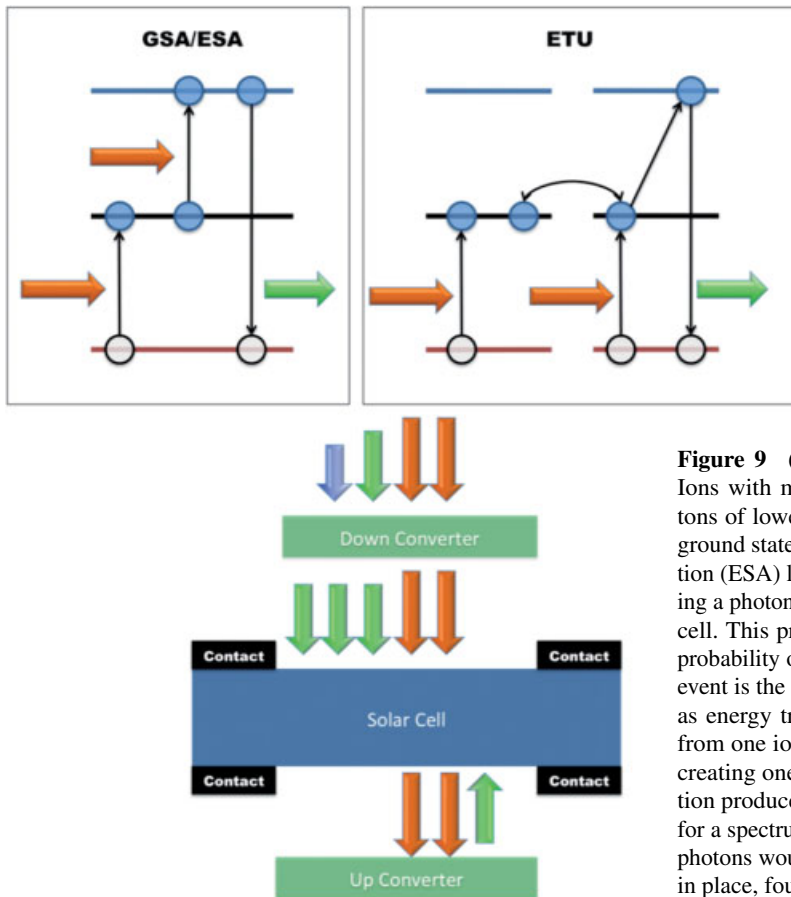 GSA/ESA
ETU
Down Converter
Contact
Contact
Solar Cell
Contact
Contact
Up Converter
Figure 9 (
Ions with m
tons of lowe
ground state
tion (ESA) l
ing a photon
cell. This pr
probability o
event is the
as energy tr
from one io
creating one
tion produce
for a spectru
photons wou
in place, fou